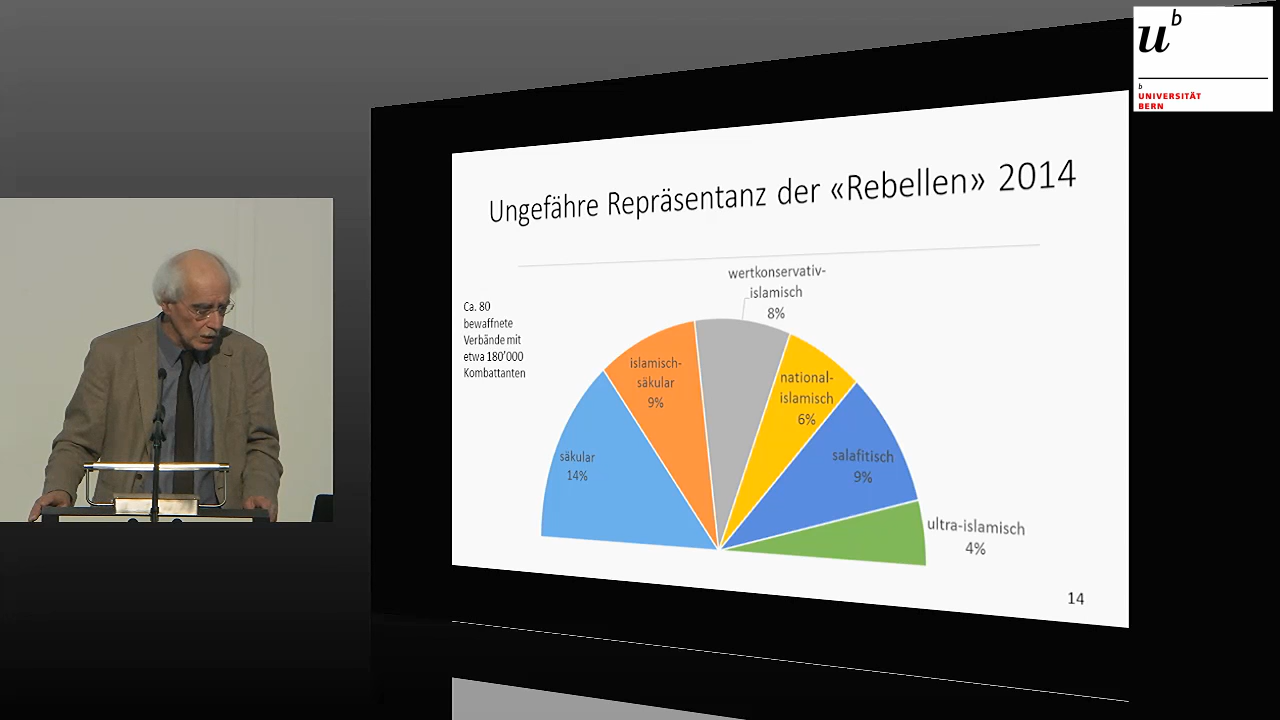 u
b
b
UNIVERSITÄT
BERN
Ungefähre Repräsentanz der «Rebellen» 2014
Ca. 80
bewaffnete
Verbände mit
etwa 180'000
Kombattanten
säkular
14%
islamisch-
säkular
9%
wertkonservativ-
islamisch
8%
national-
islamisch
6%
salafitisch
9%
ultra-islamisch
4%
14